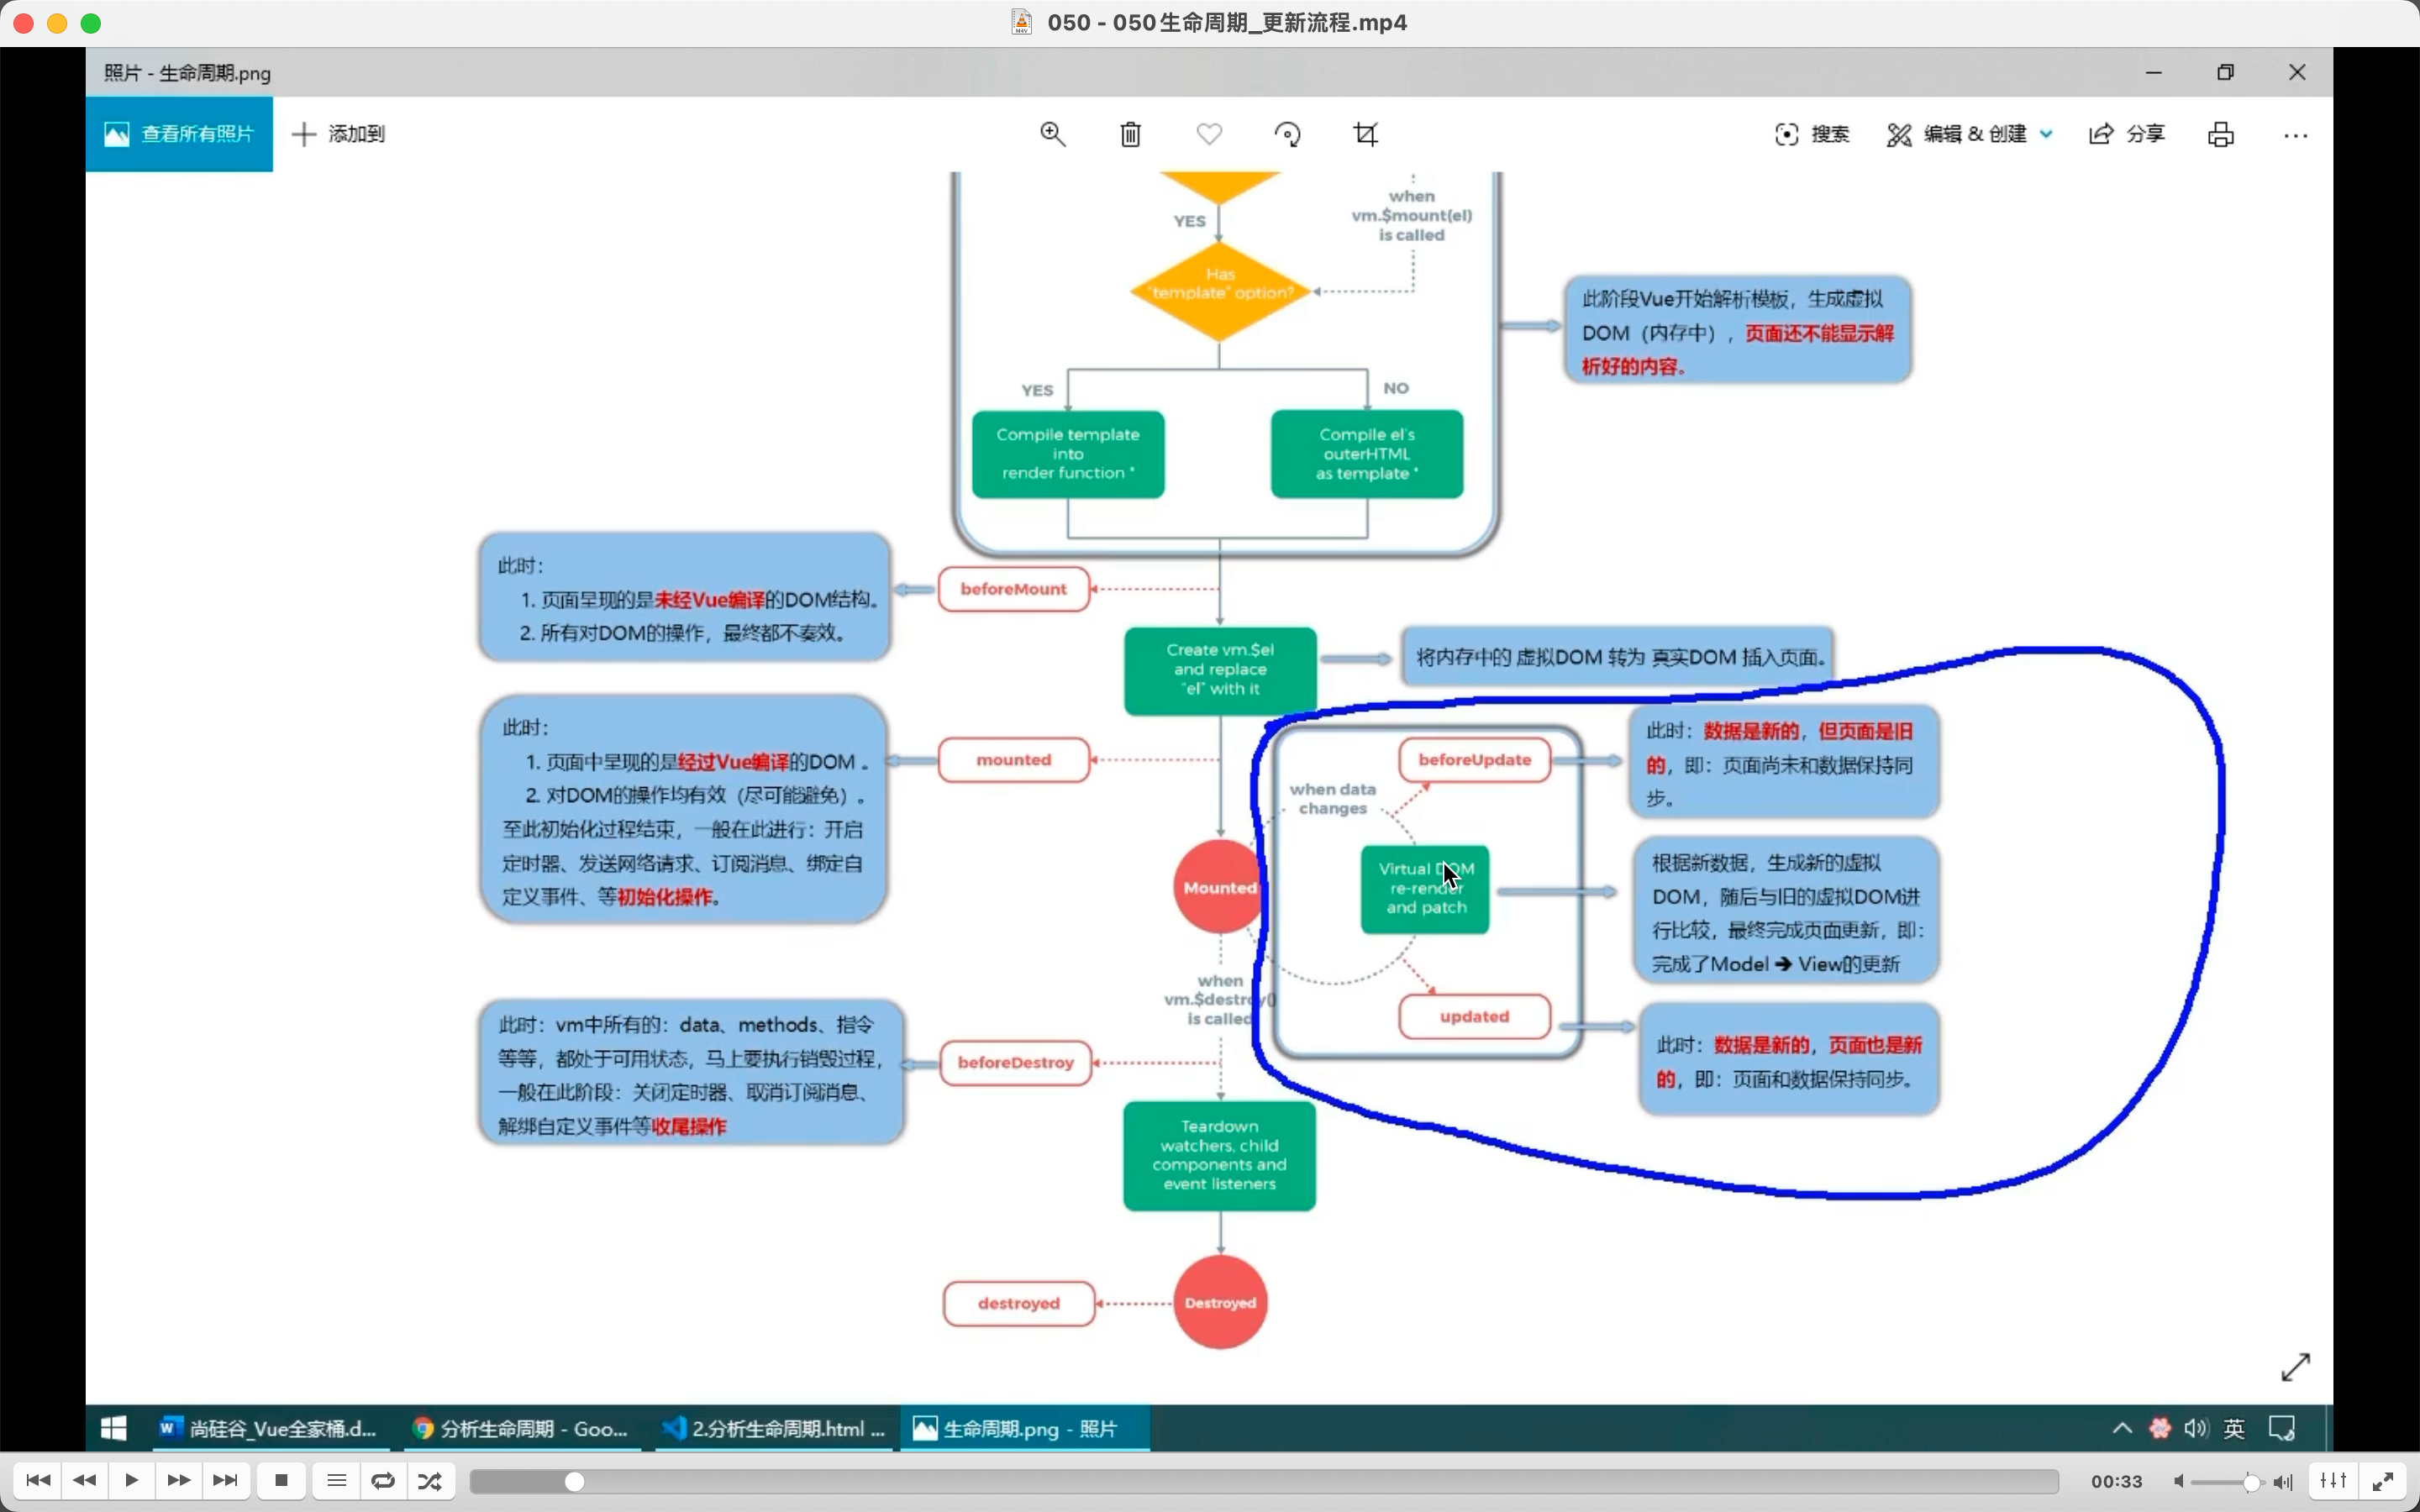 050 - 050生命周期_更新流程.mp4
照片 - 生命周期.png
查看所有照片
添加到
搜索
编辑 & 创建
分享
YES
when
vm.$mount(el)
is called
Has
"template" option?
此阶段Vue开始解析模板，生成虚拟
DOM（内存中），页面还不能显示解
析好的内容。
YES
NO
Compile template
into
render function *
Compile el's
outerHTML
as template *
此时：
1. 页面呈现的是未经Vue编译的DOM结构。
2. 所有对DOM的操作，最终都不奏效。
beforeMount
Create vm.$el
and replace
"el" with it
将内存中的 虚拟DOM 转为 真实DOM 插入页面。
此时：
1. 页面中呈现的是经过Vue编译的DOM 。
2. 对DOM的操作均有效（尽可能避免）。
至此初始化过程结束，一般在此进行：开启
定时器、发送网络请求、订阅消息、绑定自
定义事件、等初始化操作。
mounted
Mounted
when data
changes
beforeUpdate
此时：数据是新的，但页面是旧
的，即：页面尚未和数据保持同
步。
Virtual DOM
re-render
and patch
根据新数据，生成新的虚拟
DOM，随后与旧的虚拟DOM进
行比较，最终完成页面更新，即：
完成了Model ➔ View的更新
updated
此时：数据是新的，页面也是新
的，即：页面和数据保持同步。
when
vm.$destroy()
is called
此时：vm中所有的：data、methods、指令
等等，都处于可用状态，马上要执行销毁过程，
一般在此阶段：关闭定时器、取消订阅消息、
解绑自定义事件等收尾操作
beforeDestroy
Teardown
watchers, child
components and
event listeners
destroyed
Destroyed
尚硅谷_Vue全家桶.d...
分析生命周期 - Goo...
2.分析生命周期.html ...
生命周期.png - 照片
英
00:33